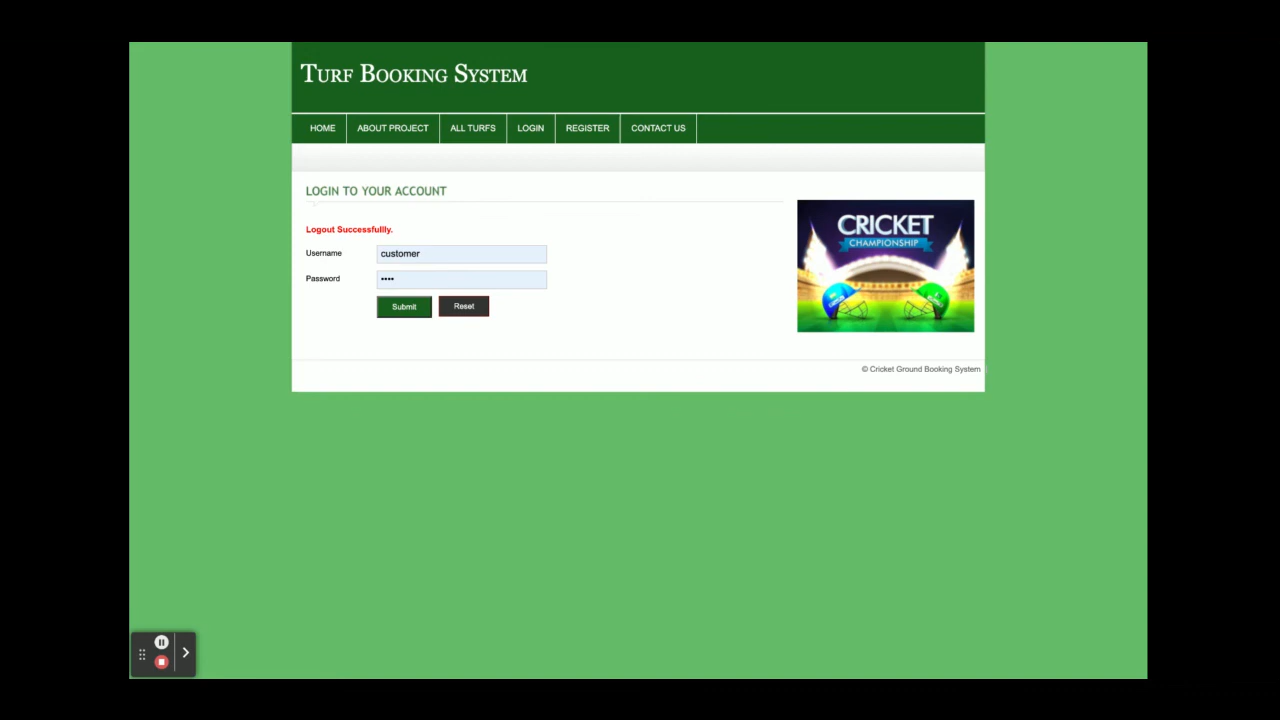 Turf Booking System
HOME ABOUT PROJECT ALL TURFS LOGIN REGISTER CONTACT US
LOGIN TO YOUR ACCOUNT
Logout Successfullly.
Username customer
Password ••••
Submit Reset
CRICKET
CHAMPIONSHIP
© Cricket Ground Booking System